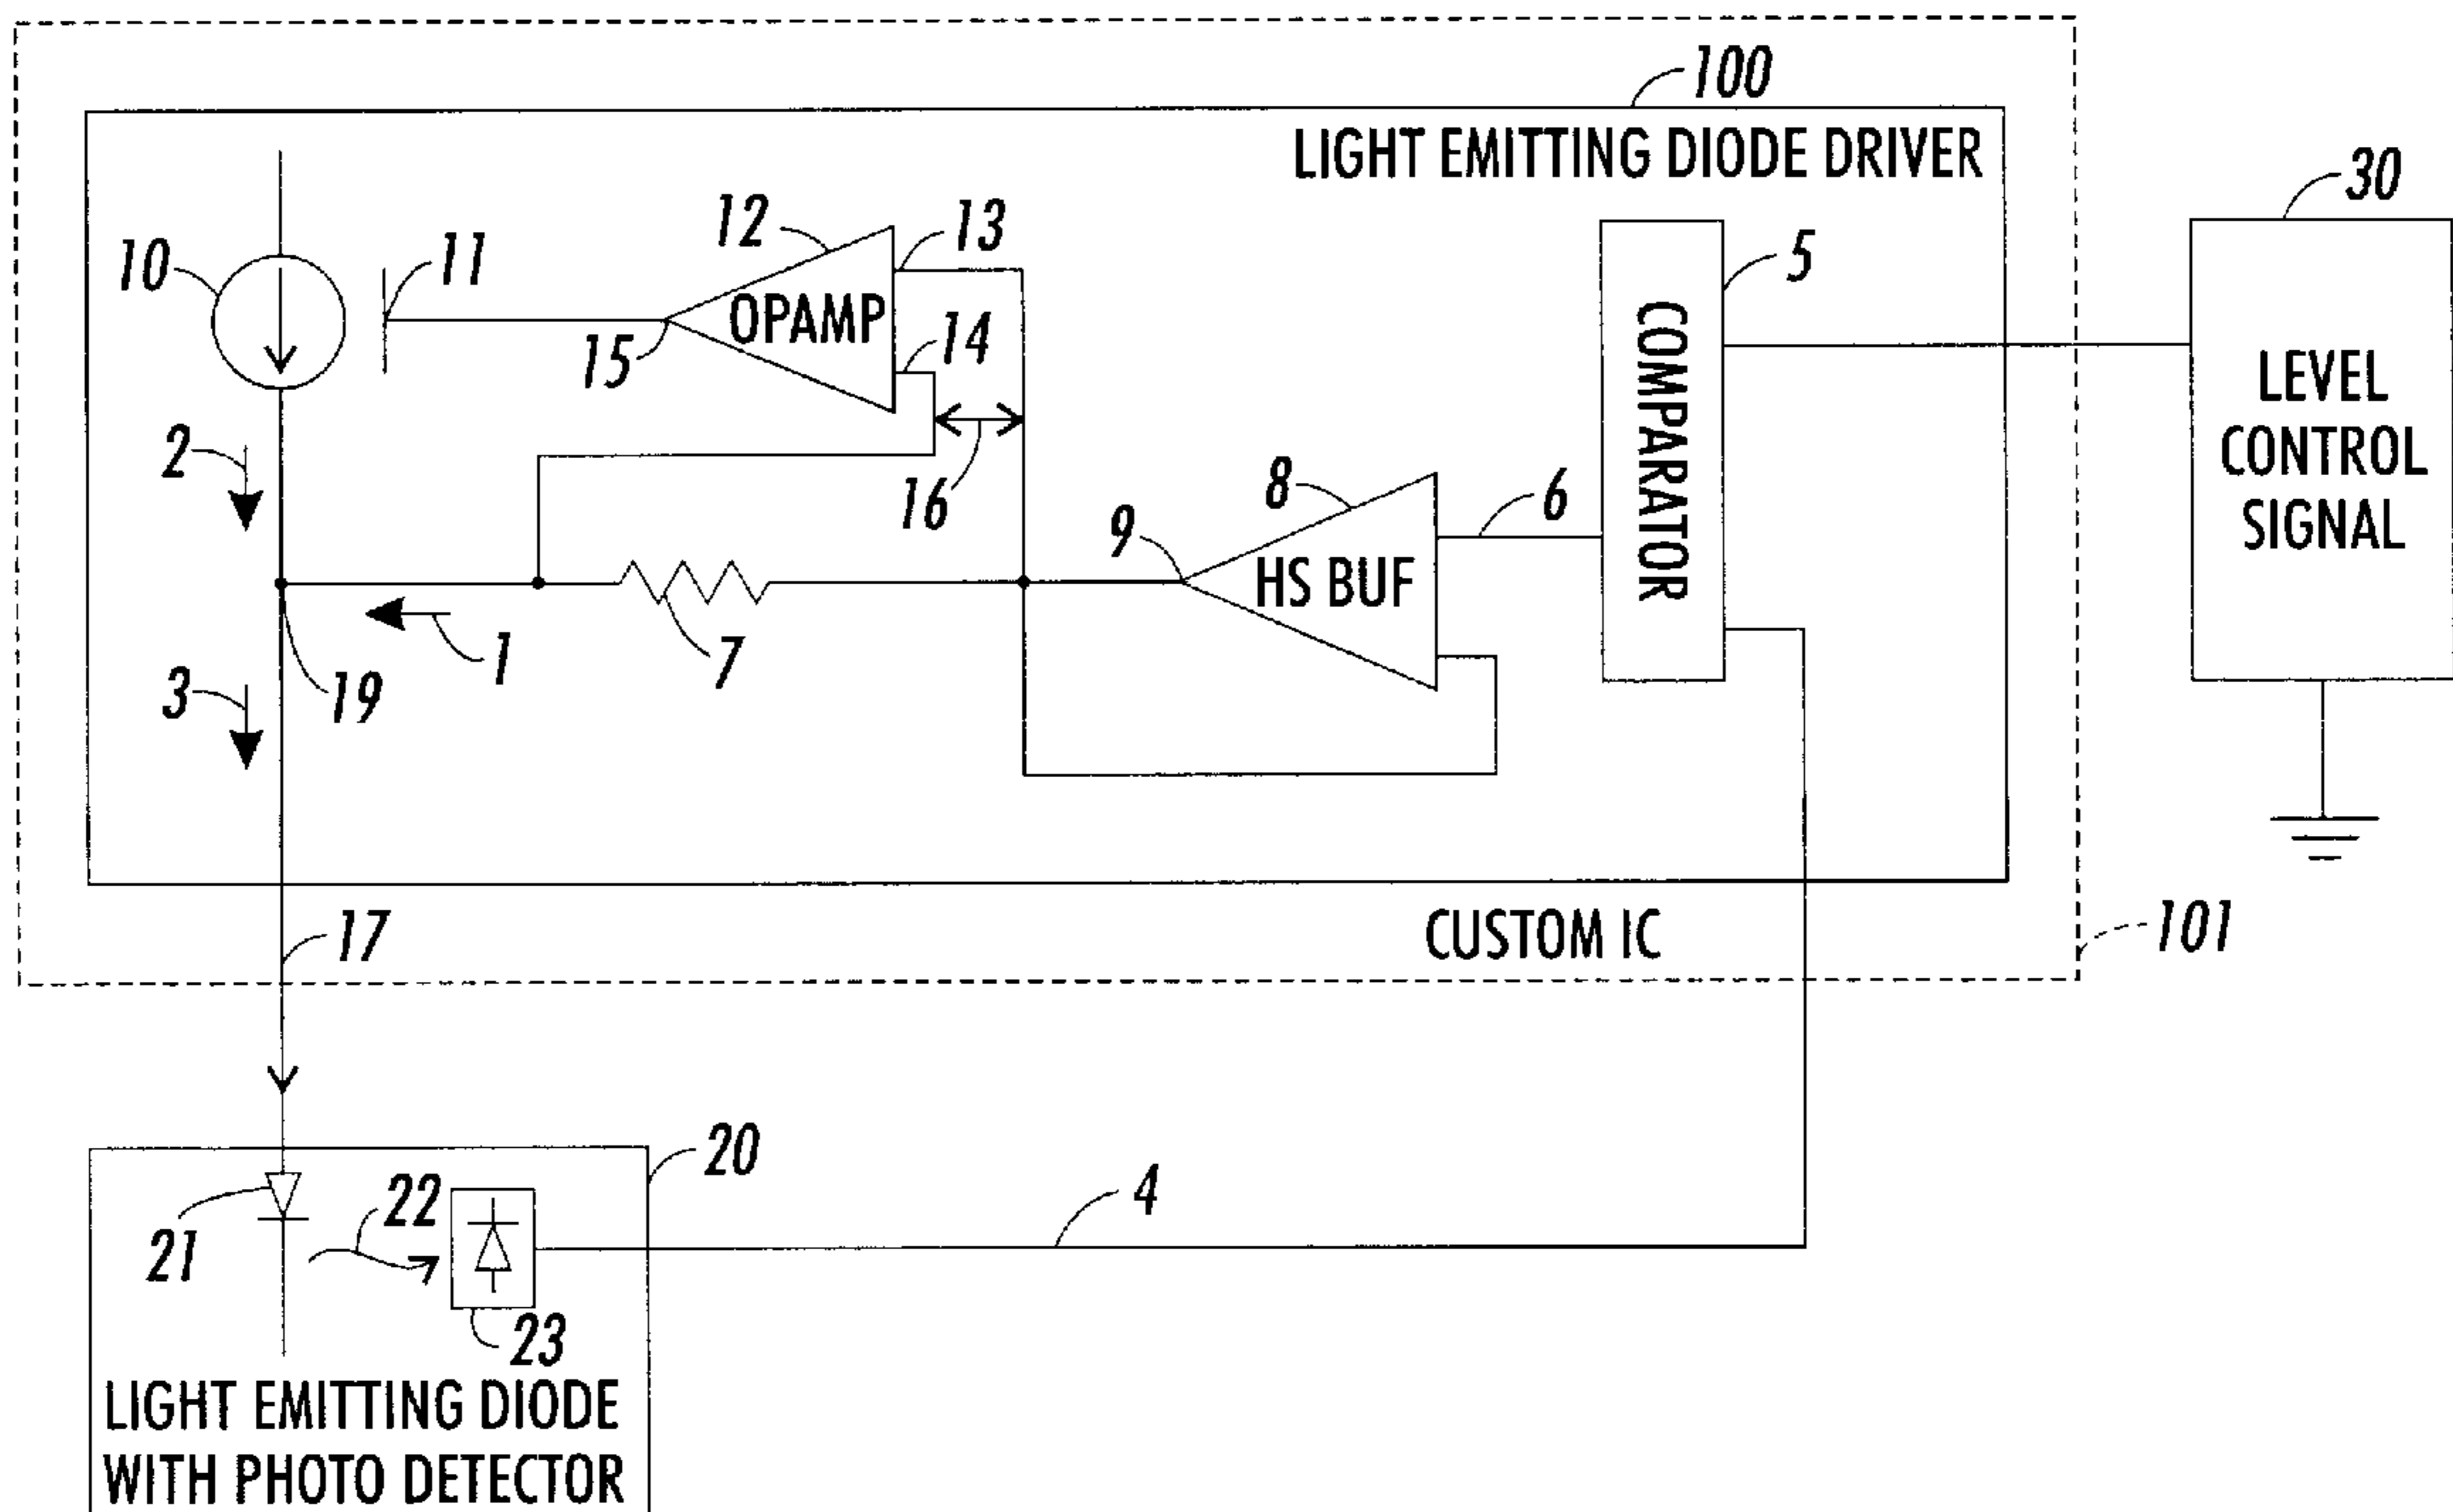 100
LIGHT EMITTING DIODE DRIVER
30
12
13
10
11
5
OPAMP
14
15
COMPARATOR
LEVEL
CONTROL
SIGNAL
2
16
8
6
9
HS BUF
1
7
3
19
17
CUSTOM IC
101
20
4
22
21
23
LIGHT EMITTING DIODE
WITH PHOTO DETECTOR